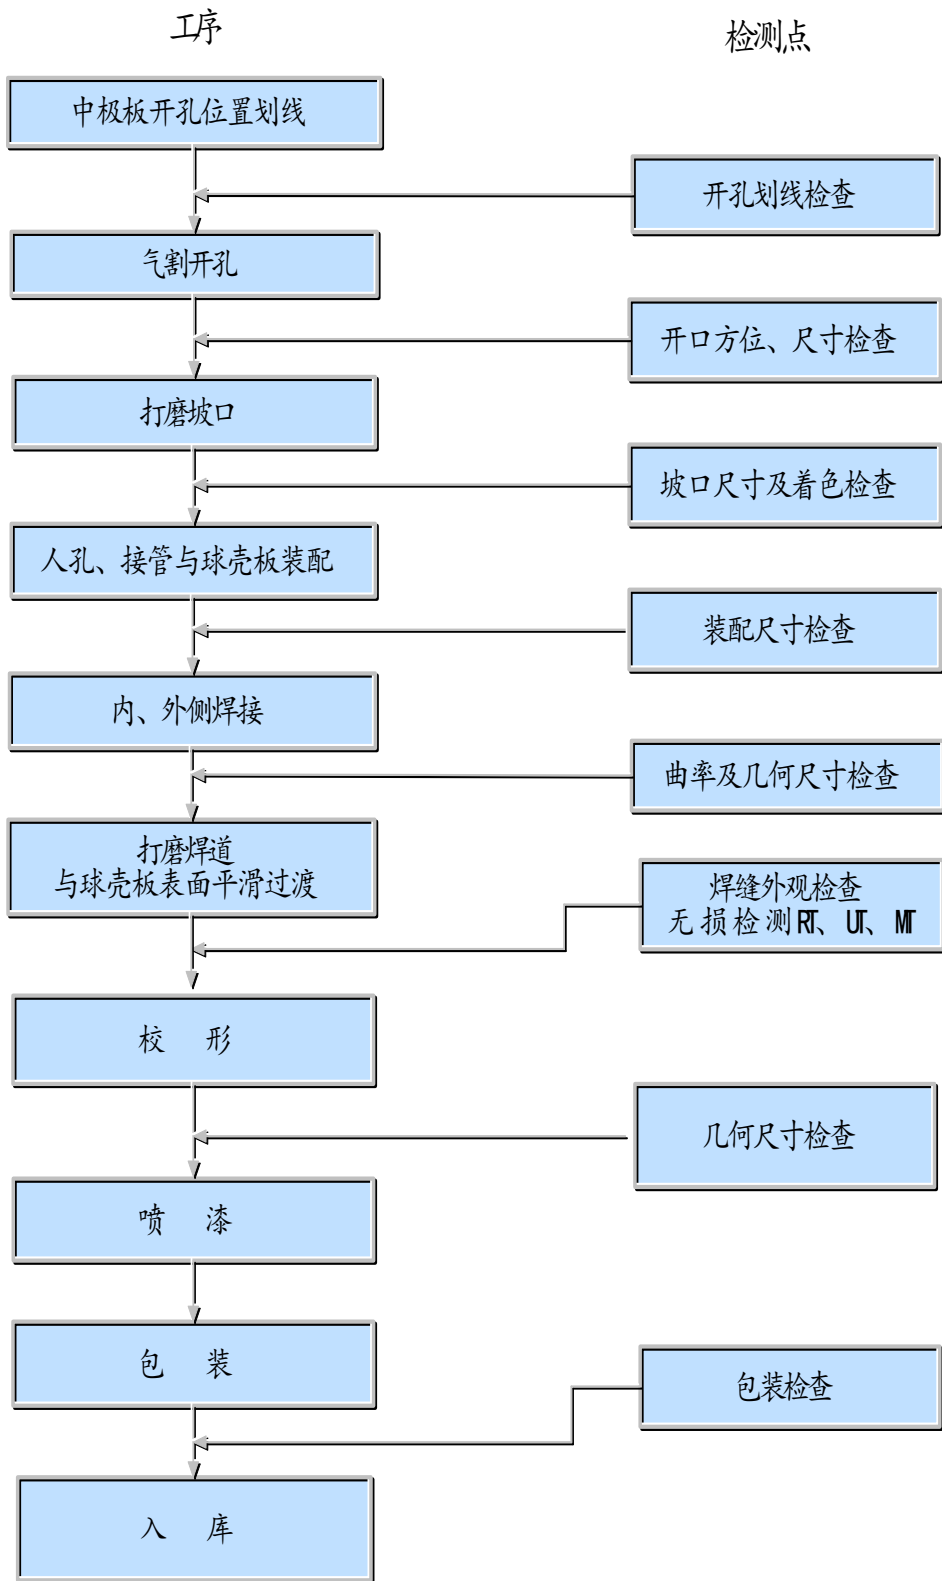 工序
检测点
中极板开孔位置划线
开孔划线检查
气割开孔
开口方位、尺寸检查
打磨坡口
坡口尺寸及着色检查
人孔、接管与球壳板装配
装配尺寸检查
内、外侧焊接
曲率及几何尺寸检查
打磨焊道
与球壳板表面平滑过渡
焊缝外观检查
无损检测RT、UT、MT
校 形
几何尺寸检查
喷 漆
包 装
包装检查
入 库